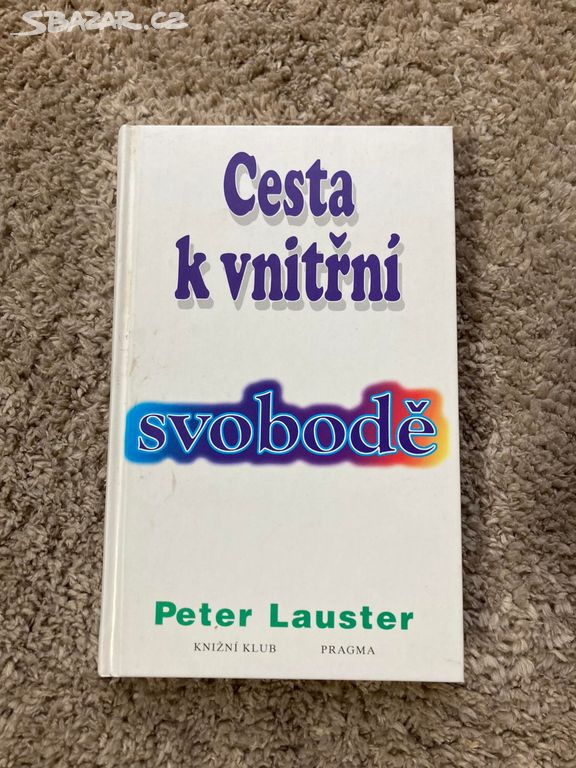 SBAZAR.CZ
Cesta
k vnitřní
svobodě
Peter Lauster
KNIŽNÍ KLUB PRAGMA